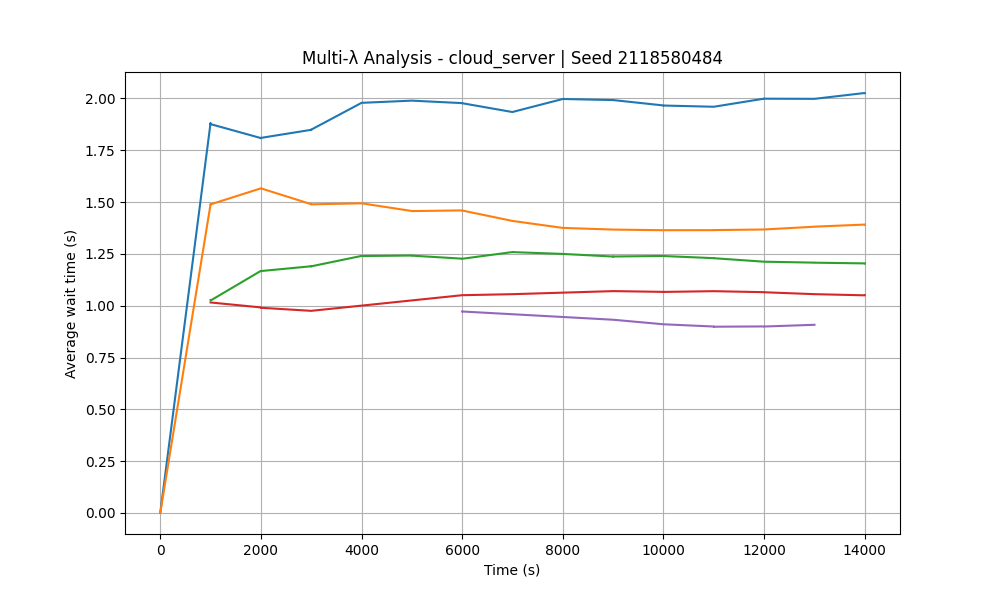 Multi-λ Analysis - cloud_server | Seed 2118580484
2.00
1.75
1.50
1.25
1.00
0.75
0.50
0.25
0.00
Average wait time (s)
0 2000 4000 6000 8000 10000 12000 14000
Time (s)